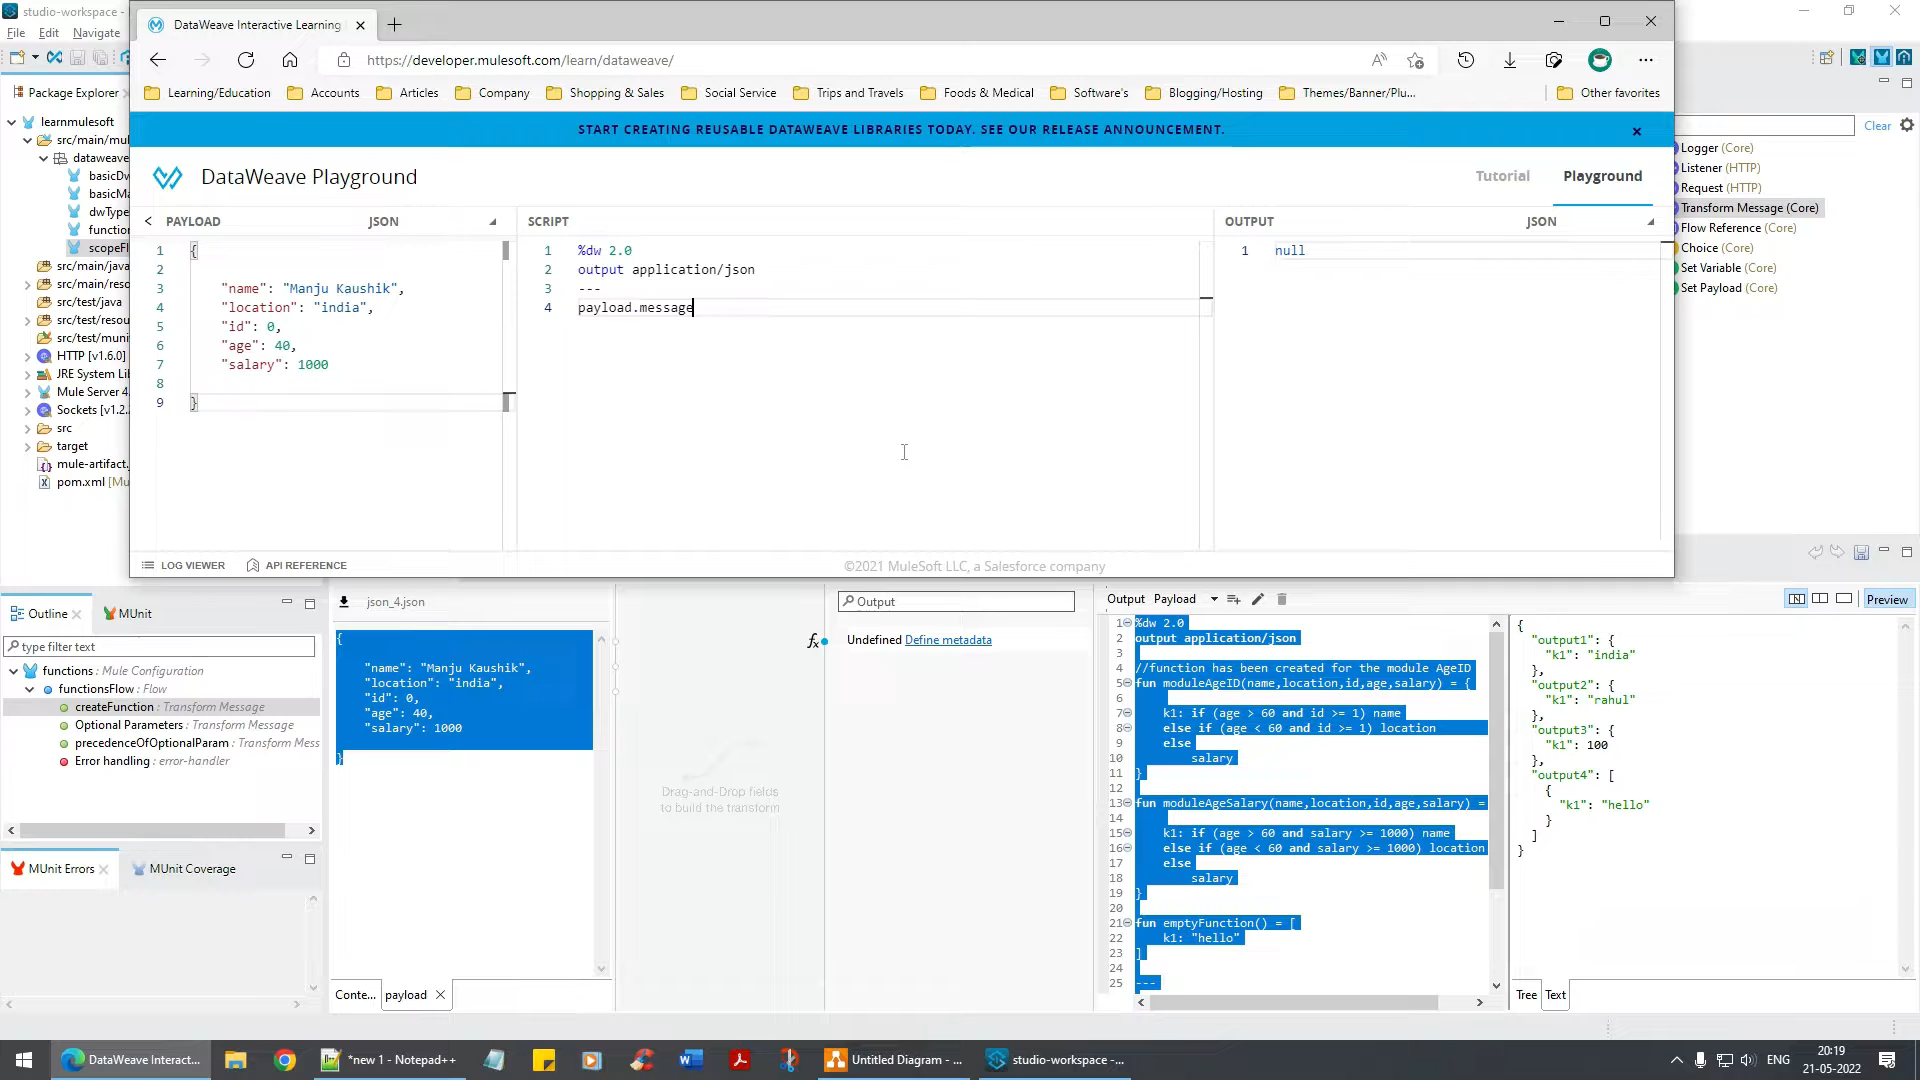 studio-workspace -
File Edit Navigate
Package Explorer
learnmulesoft
src/main/mul
dataweave
basicDw
basicMa
dwType
function
scopeFl
src/main/java
src/main/reso
src/test/java
src/test/resou
src/test/muni
HTTP [v1.6.0]
JRE System Lib
Mule Server 4.
Sockets [v1.2.2
src
target
mule-artifact.j
pom.xml [Mu
DataWeave Interactive Learning
https://developer.mulesoft.com/learn/dataweave/
Learning/Education Accounts Articles Company Shopping & Sales Social Service Trips and Travels Foods & Medical Software's Blogging/Hosting Themes/Banner/Plu... Other favorites
START CREATING REUSABLE DATAWEAVE LIBRARIES TODAY. SEE OUR RELEASE ANNOUNCEMENT.
DataWeave Playground
Tutorial Playground
PAYLOAD JSON
1 {
2
3 "name": "Manju Kaushik",
4 "location": "india",
5 "id": 0,
6 "age": 40,
7 "salary": 1000
8
9 }
SCRIPT
1 %dw 2.0
2 output application/json
3 ---
4 payload.message
OUTPUT JSON
1 null
LOG VIEWER API REFERENCE
©2021 MuleSoft LLC, a Salesforce company
Clear
Logger (Core)
Listener (HTTP)
Request (HTTP)
Transform Message (Core)
Flow Reference (Core)
Choice (Core)
Set Variable (Core)
Set Payload (Core)
Outline MUnit
type filter text
functions : Mule Configuration
functionsFlow : Flow
createFunction : Transform Message
Optional Parameters : Transform Message
precedenceOfOptionalParam : Transform Mess
Error handling : error-handler
MUnit Errors MUnit Coverage
json_4.json
{
"name": "Manju Kaushik",
"location": "india",
"id": 0,
"age": 40,
"salary": 1000
}
Conte... payload
Drag-and-Drop fields
to build the transform
Output
fx
Undefined Define metadata
Output Payload Preview
1 %dw 2.0
2 output application/json
3
4 //function has been created for the module AgeID
5 fun moduleAgeID(name,location,id,age,salary) = {
6
7 k1: if (age > 60 and id >= 1) name
8 else if (age < 60 and id >= 1) location
9 else
10 salary
11 }
12
13 fun moduleAgeSalary(name,location,id,age,salary) =
14
15 k1: if (age > 60 and salary >= 1000) name
16 else if (age < 60 and salary >= 1000) location
17 else
18 salary
19 }
20
21 fun emptyFunction() = [
22 k1: "hello"
23 ]
24
25 ---
{
"output1": {
"k1": "india"
},
"output2": {
"k1": "rahul"
},
"output3": {
"k1": 100
},
"output4": [
{
"k1": "hello"
}
]
}
Tree Text
DataWeave Interact... *new 1 - Notepad++ Untitled Diagram - ... studio-workspace -...
ENG
20:19
21-05-2022